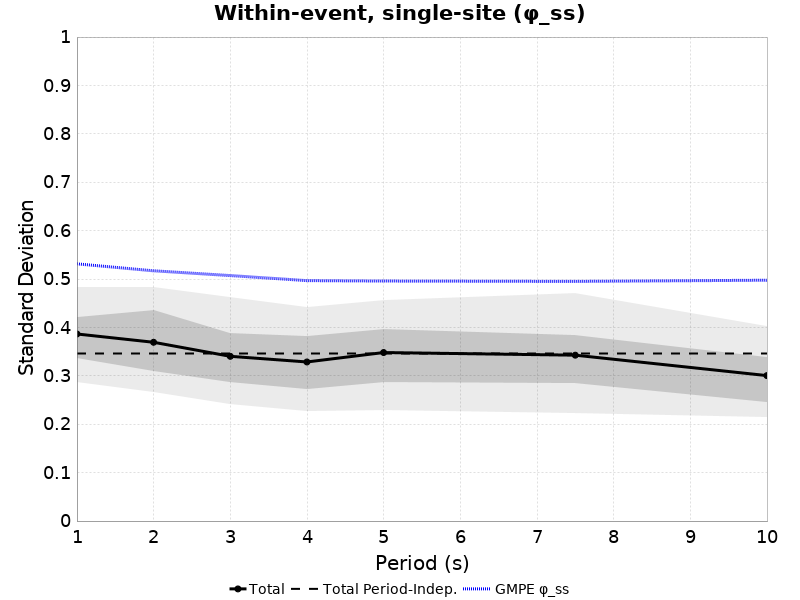 Within-event, single-site (φ_ss)
Standard Deviation
1
0.9
0.8
0.7
0.6
0.5
0.4
0.3
0.2
0.1
0
1 2 3 4 5 6 7 8 9 10
Period (s)
Total Total Period-Indep. GMPE φ_ss